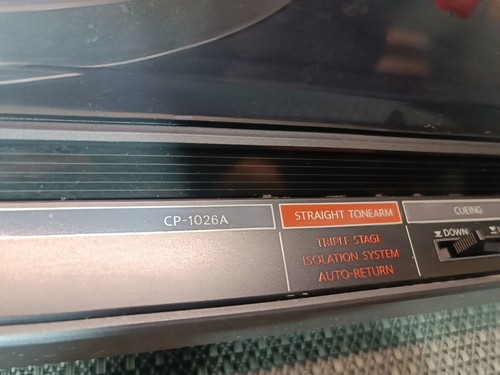 CP-1026A
STRAIGHT TONEARM
CUEING
TRIPLE STAGE
ISOLATION SYSTEM
AUTO-RETURN
DOWN